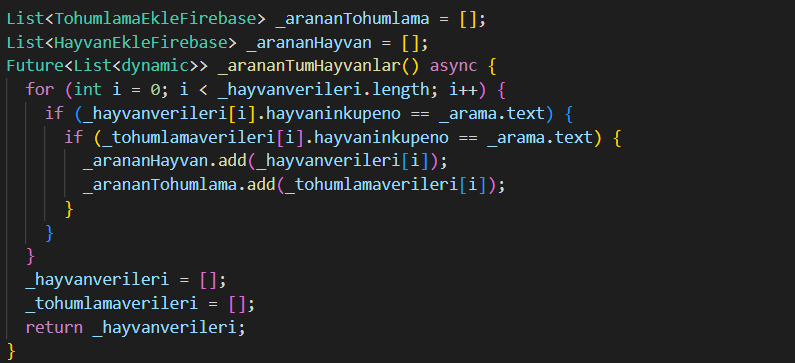 List<TohumlamaEkleFirebase> _arananTohumlama = [];
List<HayvanEkleFirebase> _arananHayvan = [];
Future<List<dynamic>> _arananTumHayvanlar() async {
  for (int i = 0; i < _hayvanverileri.length; i++) {
    if (_hayvanverileri[i].hayvaninkupeno == _arama.text) {
      if (_tohumlamaverileri[i].hayvaninkupeno == _arama.text) {
        _arananHayvan.add(_hayvanverileri[i]);
        _arananTohumlama.add(_tohumlamaverileri[i]);
      }
    }
  }
  _hayvanverileri = [];
  _tohumlamaverileri = [];
  return _hayvanverileri;
}